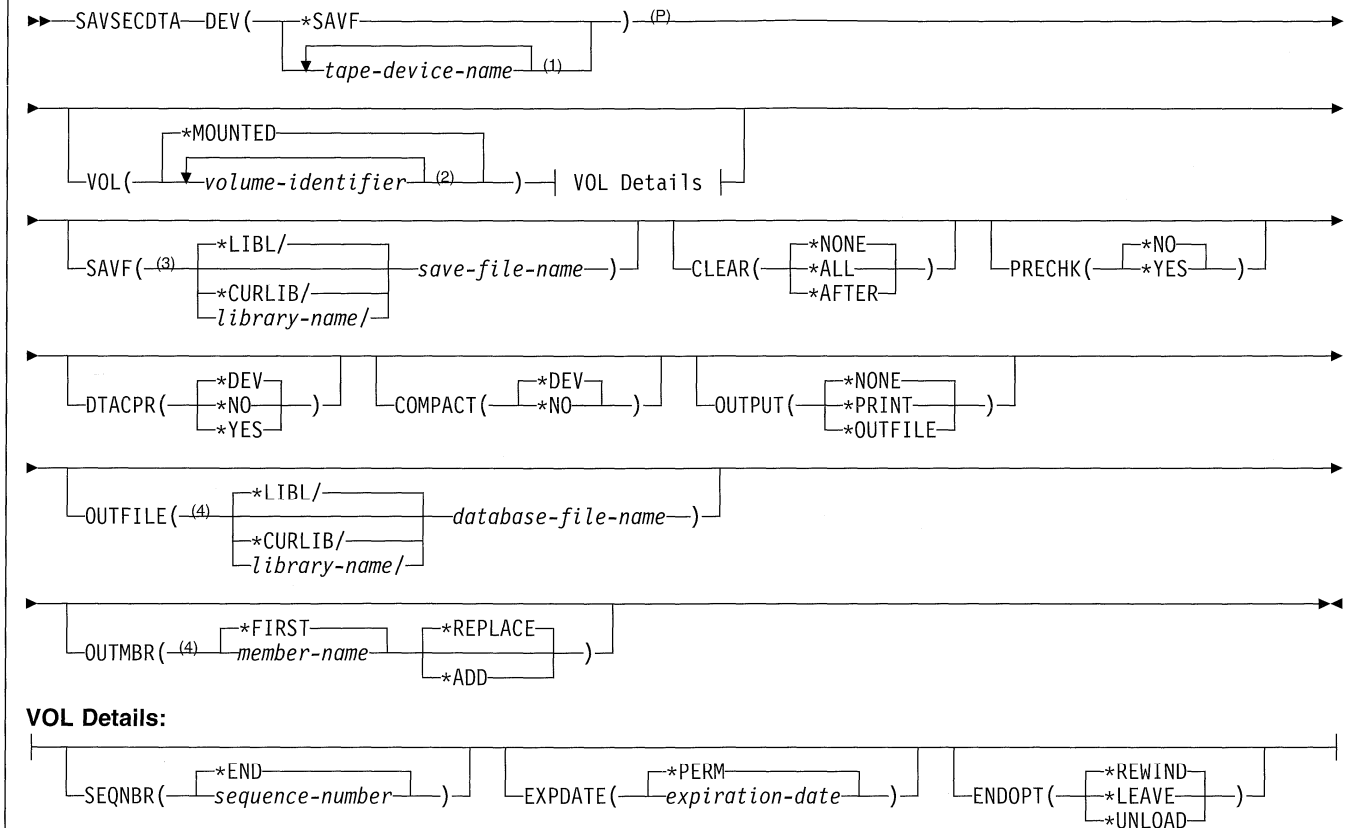 SAVSECDTA DEV( *SAVF ) (P)
tape-device-name (1)
*MOUNTED
VOL( volume-identifier (2) ) VOL Details
*LIBL/ *NONE *NO
SAVF( (3) save-file-name ) CLEAR( *ALL ) PRECHK( *YES )
*CURLIB/ *AFTER
library-name/
*DEV *DEV *NONE
DTACPR( *NO ) COMPACT( *NO ) OUTPUT( *PRINT )
*YES *OUTFILE
*LIBL/
OUTFILE( (4) database-file-name )
*CURLIB/
library-name/
*FIRST *REPLACE
OUTMBR( (4) member-name )
*ADD
VOL Details:
*END *PERM *REWIND
SEQNBR( sequence-number ) EXPDATE( expiration-date ) ENDOPT( *LEAVE )
*UNLOAD